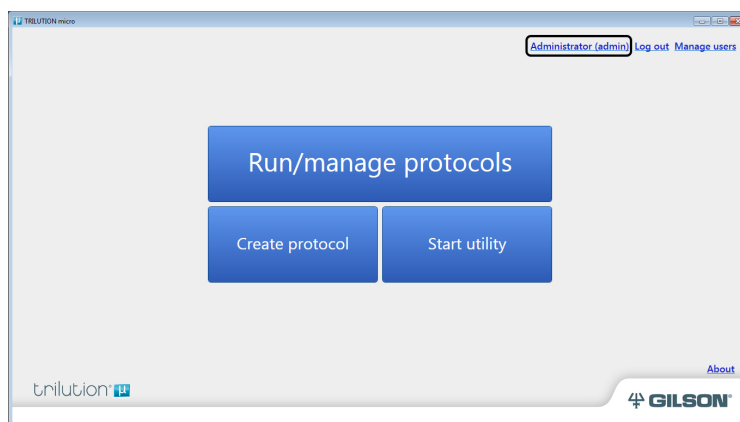 TRILUTION micro
Administrator (admin) Log out Manage users
Run/manage protocols
Create protocol Start utility
About
trilution® µ
GILSON®